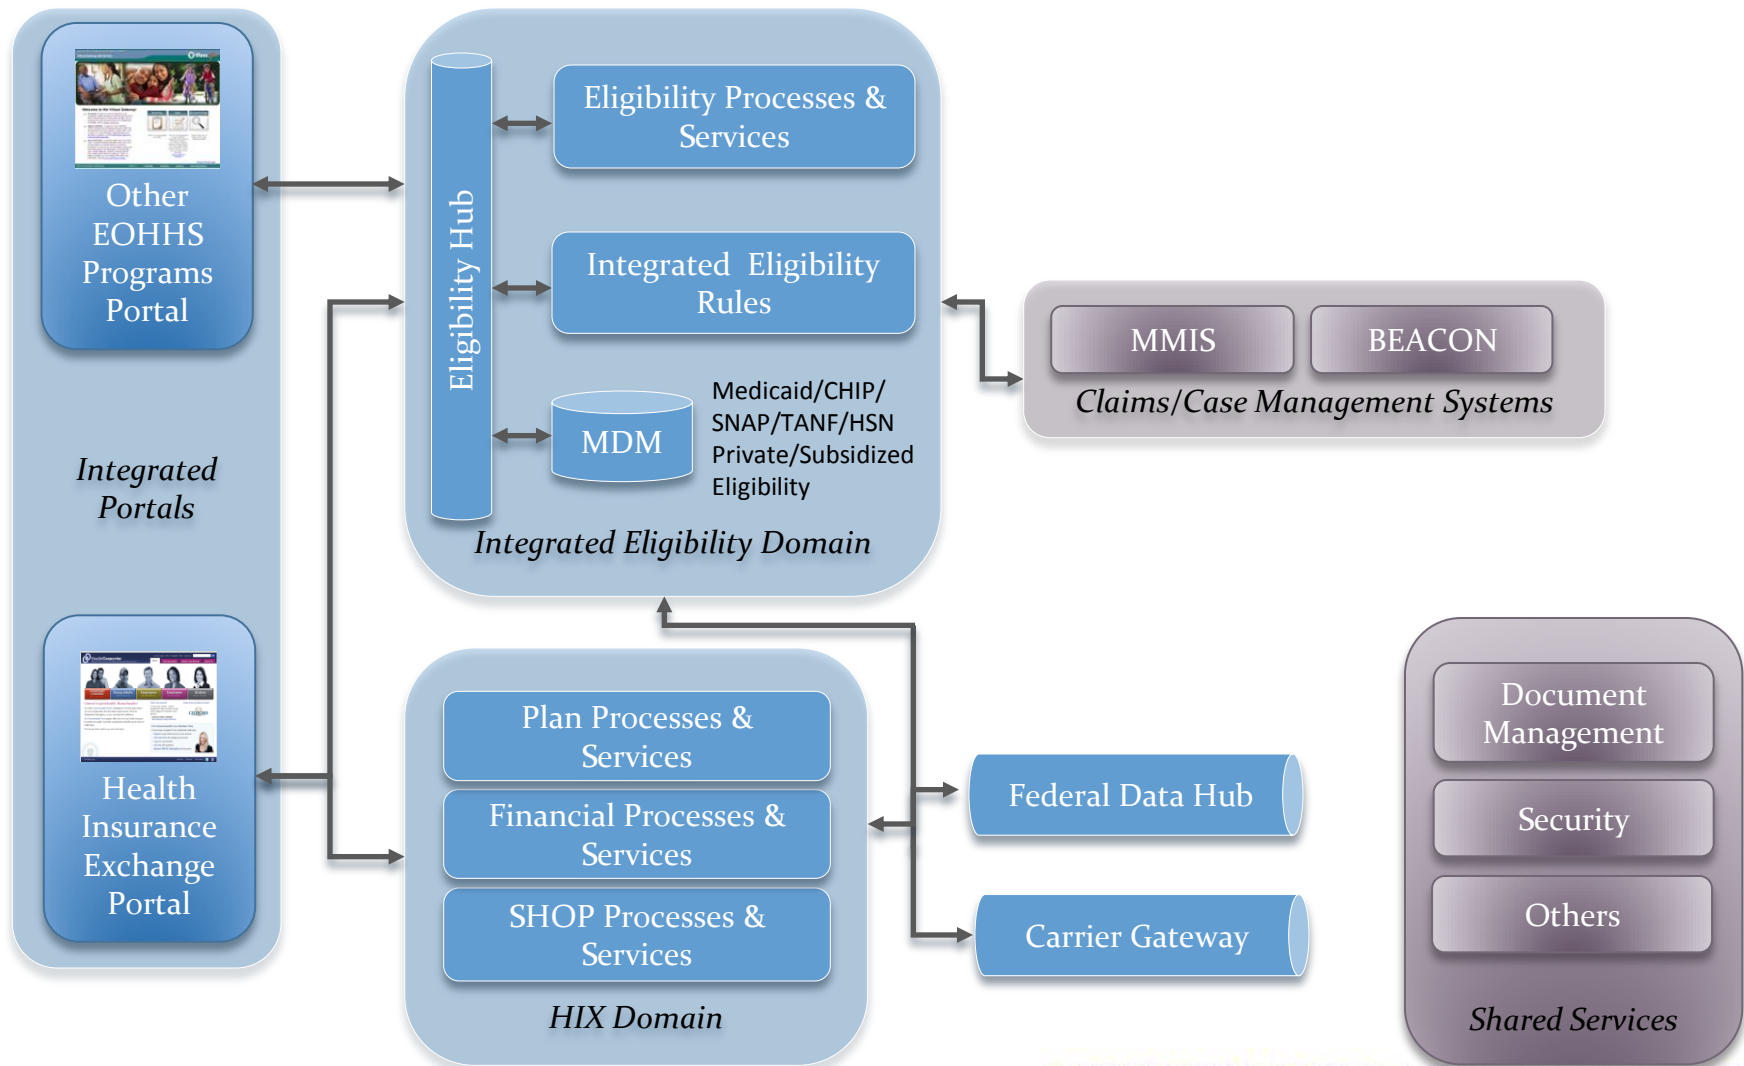 Other
EOHHS
Programs
Portal
Integrated
Portals
Health
Insurance
Exchange
Portal
Eligibility Hub
Eligibility Processes &
Services
Integrated Eligibility
Rules
MDM
Medicaid/CHIP/
SNAP/TANF/HSN
Private/Subsidized
Eligibility
Integrated Eligibility Domain
MMIS
BEACON
Claims/Case Management Systems
Plan Processes &
Services
Financial Processes &
Services
SHOP Processes &
Services
HIX Domain
Federal Data Hub
Carrier Gateway
Document
Management
Security
Others
Shared Services